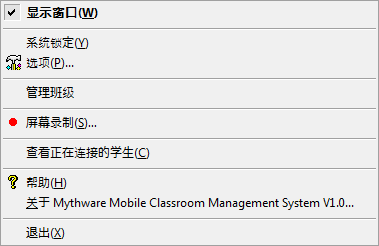 显示窗口(W)
系统锁定(Y)
选项(P)...
管理班级
屏幕录制(S)...
查看正在连接的学生(C)
帮助(H)
关于 Mythware Mobile Classroom Management System V1.0...
退出(X)